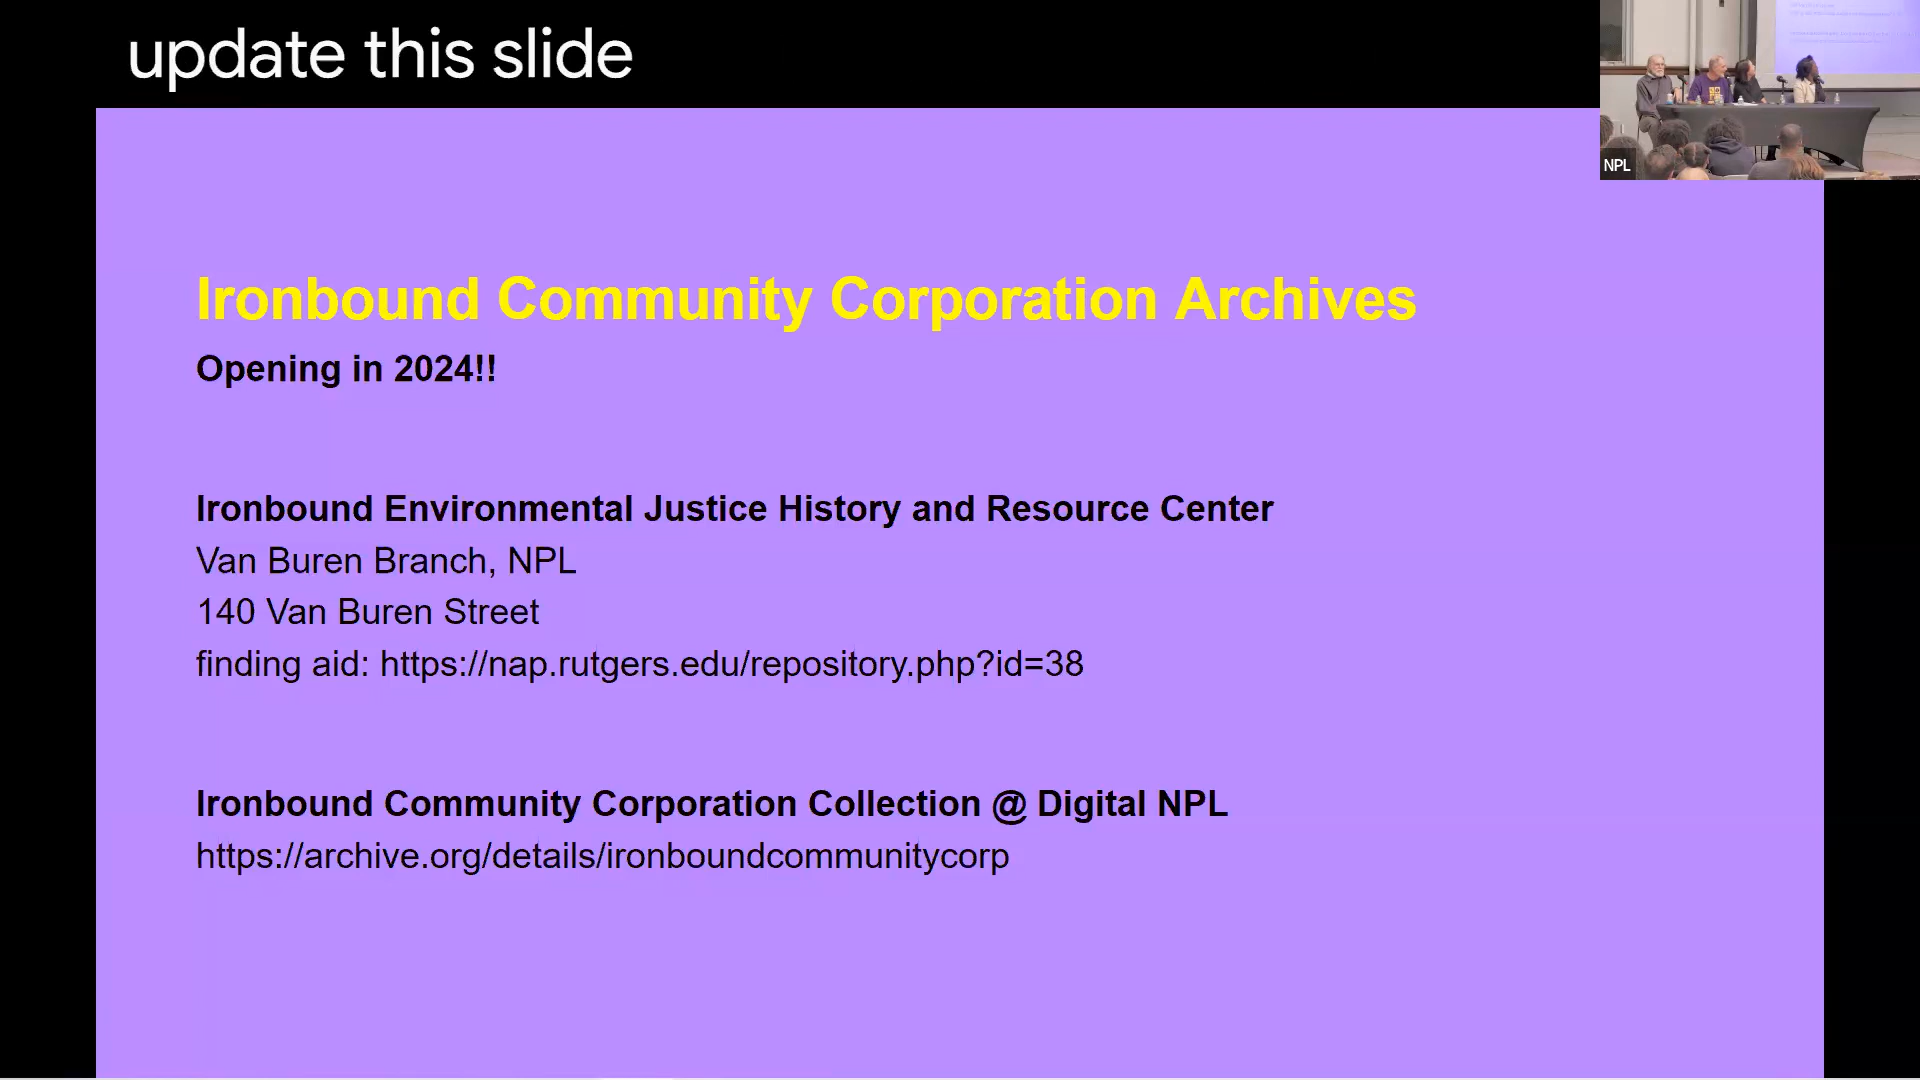 update this slide
NPL
Ironbound Community Corporation Archives
Opening in 2024!!
Ironbound Environmental Justice History and Resource Center
Van Buren Branch, NPL
140 Van Buren Street
finding aid: https://nap.rutgers.edu/repository.php?id=38
Ironbound Community Corporation Collection @ Digital NPL
https://archive.org/details/ironboundcommunitycorp